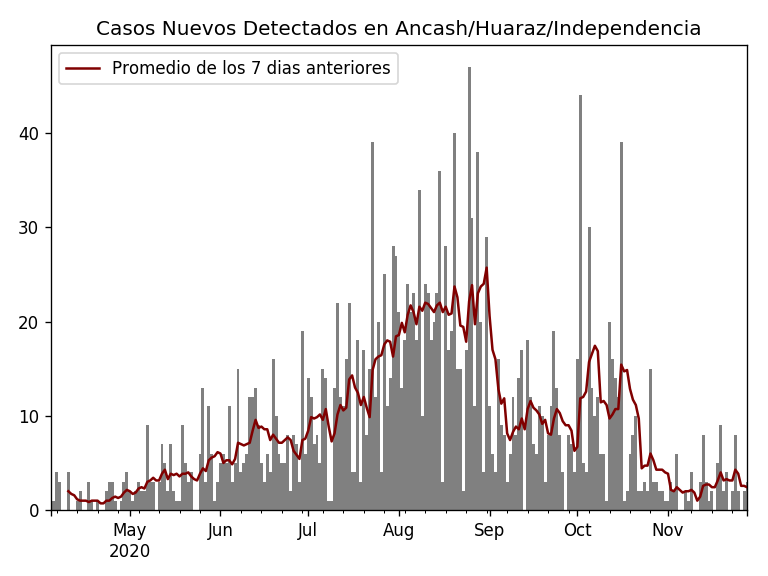 Casos Nuevos Detectados en Ancash/Huaraz/Independencia
Promedio de los 7 dias anteriores
40
30
20
10
0
May Jun Jul Aug Sep Oct Nov
2020